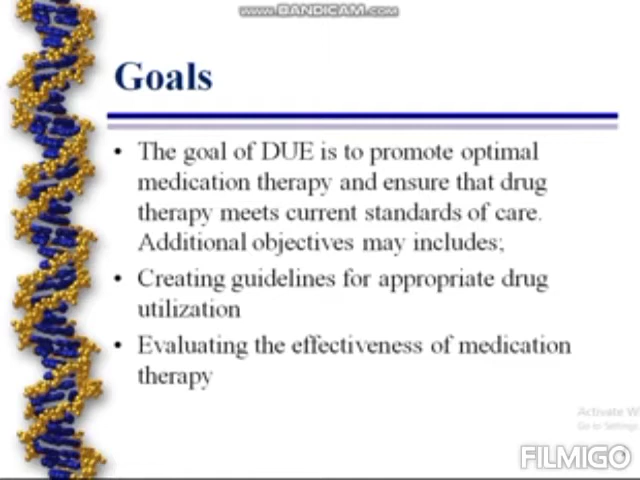 www.BANDICAM.com
Goals
• The goal of DUE is to promote optimal
medication therapy and ensure that drug
therapy meets current standards of care.
Additional objectives may includes;
• Creating guidelines for appropriate drug
utilization
• Evaluating the effectiveness of medication
therapy
Activate W
Go to Settings
FILMIGO